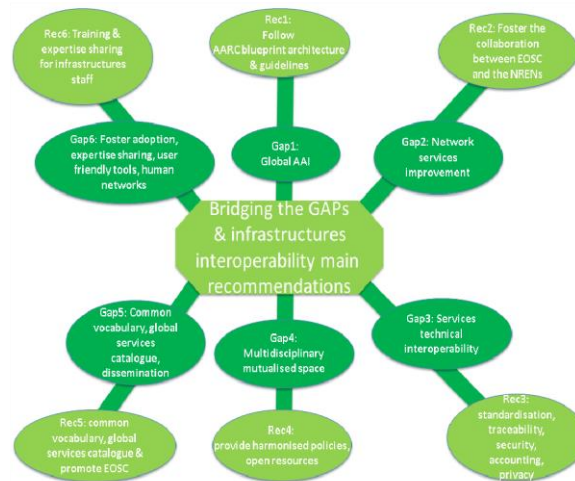 Rec6: Training &
expertise sharing
for infrastructures
staff
Rec1:
Follow
AARC blueprint architecture
& guidelines
Rec2: Foster the
collaboration
between EOSC
and the NRENs
Gap6: Foster adoption,
expertise sharing, user
friendly tools, human
networks
Gap1:
Global AAI
Gap2: Network
services
improvement
Bridging the GAPs
& infrastructures
interoperability main
recommendations
Gap5: Common
vocabulary, global
services
catalogue,
dissemination
Gap4:
Multidisciplinary
mutualised space
Gap3: Services
technical
interoperability
Rec5: common
vocabulary, global
services catalogue &
promote EOSC
Rec4:
provide harmonised policies,
open resources
Rec3:
standardisation,
traceability,
security,
accounting,
privacy